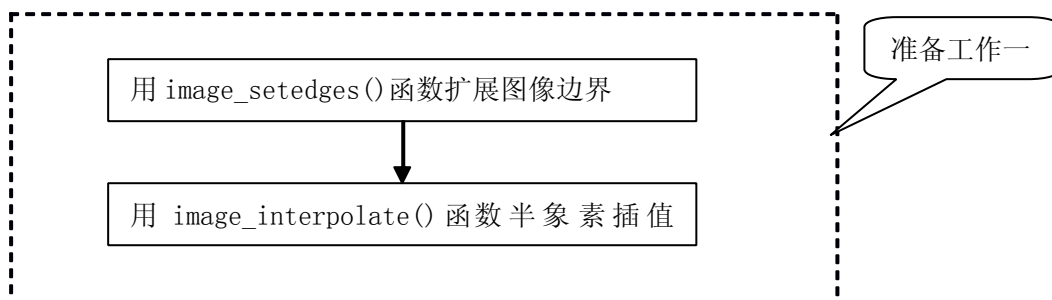 准备工作一
用 image_setedges()函数扩展图像边界
用 image_interpolate()函数半象素插值